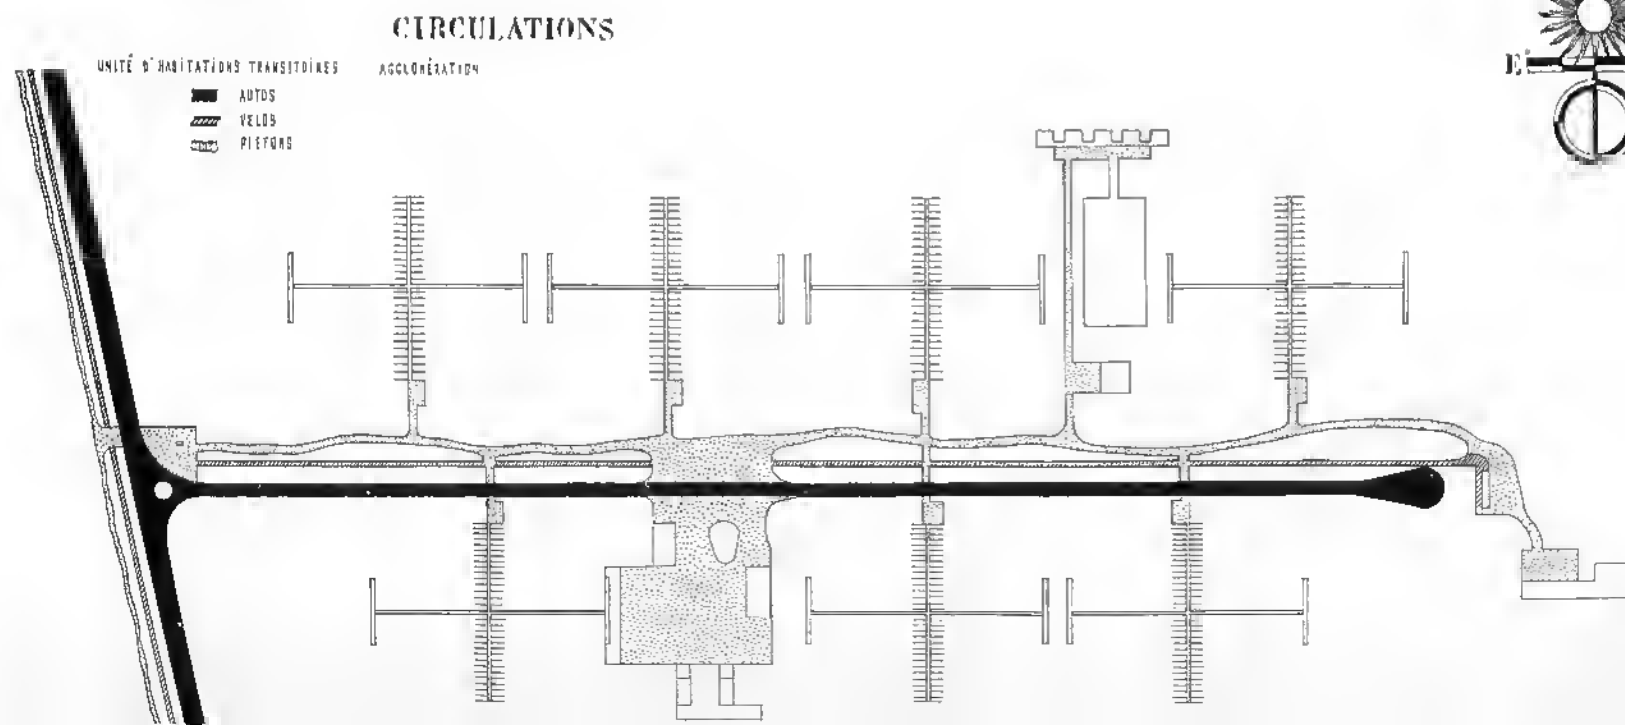 CIRCULATIONS
UNITÉ D'HABITATIONS TRANSITOIRES AGGLOMÉRATION
AUTOS
VELOS
PIETONS
E